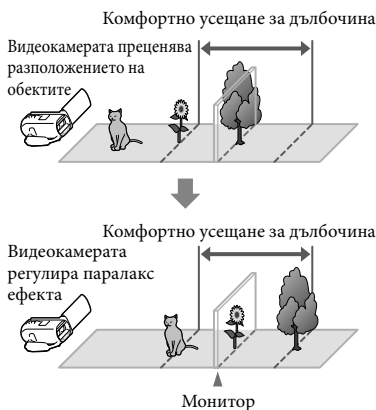 Комфортно усещане за дълбочина
Видеокамерата преценява
разположението на
обектите
Комфортно усещане за дълбочина
Видеокамерата
регулира паралакс
ефекта
Монитор